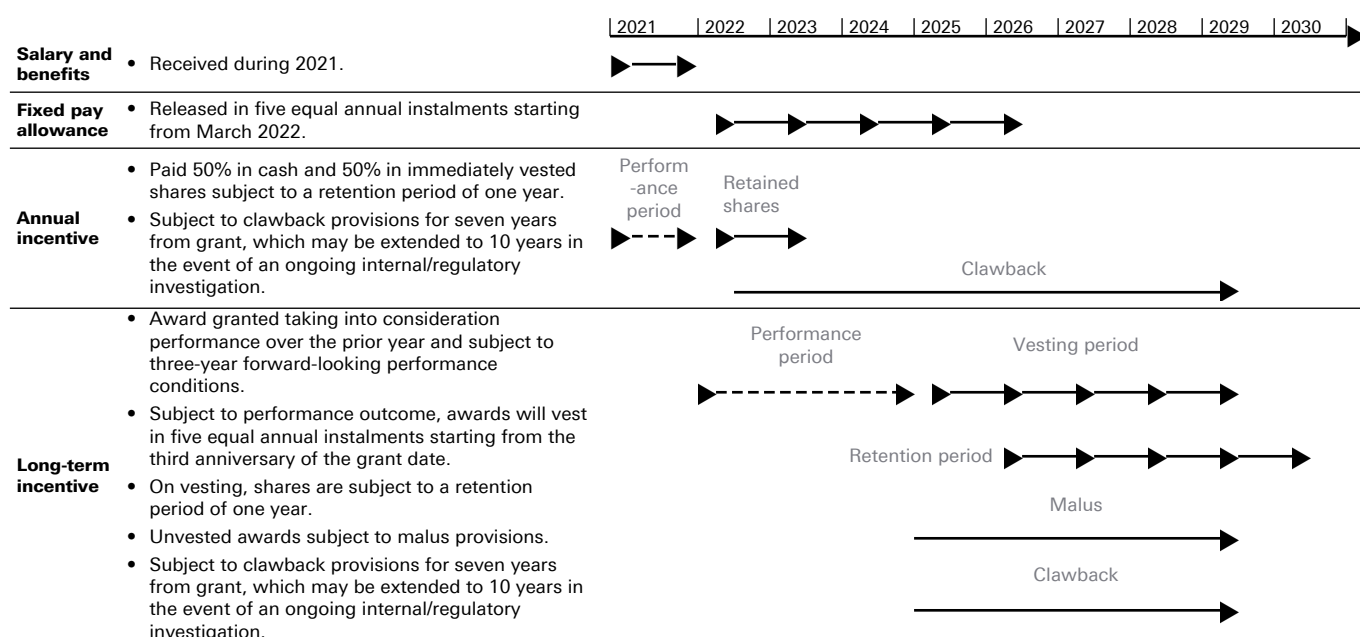 2021 2022 2023 2024 2025 2026 2027 2028 2029 2030
Salary and
benefits
• Received during 2021.
Fixed pay
allowance
• Released in five equal annual instalments starting
from March 2022.
Annual
incentive
• Paid 50% in cash and 50% in immediately vested
shares subject to a retention period of one year.
• Subject to clawback provisions for seven years
from grant, which may be extended to 10 years in
the event of an ongoing internal/regulatory
investigation.
Perform
-ance
period
Retained
shares
Clawback
Long-term
incentive
• Award granted taking into consideration
performance over the prior year and subject to
three-year forward-looking performance
conditions.
• Subject to performance outcome, awards will vest
in five equal annual instalments starting from the
third anniversary of the grant date.
• On vesting, shares are subject to a retention
period of one year.
• Unvested awards subject to malus provisions.
• Subject to clawback provisions for seven years
from grant, which may be extended to 10 years in
the event of an ongoing internal/regulatory
investigation.
Performance
period
Vesting period
Retention period
Malus
Clawback